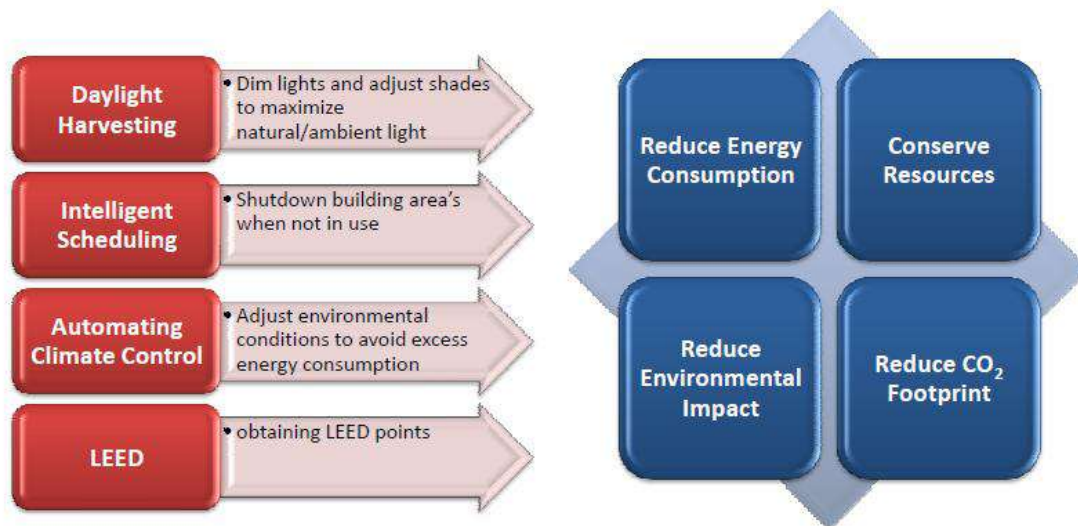 Daylight
Harvesting
• Dim lights and adjust shades
to maximize
natural/ambient light
Intelligent
Scheduling
• Shutdown building area's
when not in use
Automating
Climate Control
• Adjust environmental
conditions to avoid excess
energy consumption
LEED
• obtaining LEED points
Reduce Energy
Consumption
Conserve
Resources
Reduce
Environmental
Impact
Reduce CO₂
Footprint